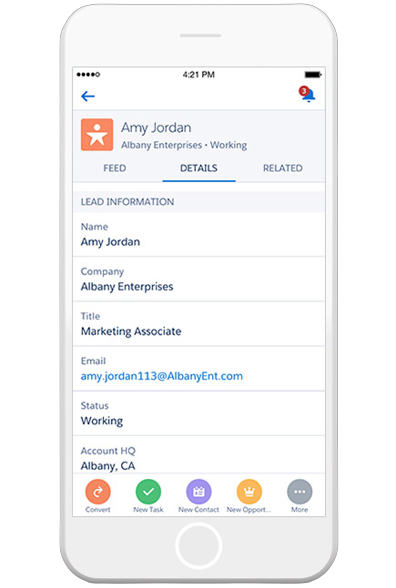 4:21 PM
3
Amy Jordan
Albany Enterprises • Working
FEED DETAILS RELATED
LEAD INFORMATION
Name
Amy Jordan
Company
Albany Enterprises
Title
Marketing Associate
Email
amy.jordan113@AlbanyEnt.com
Status
Working
Account HQ
Albany, CA
Convert New Task New Contact New Opport... More